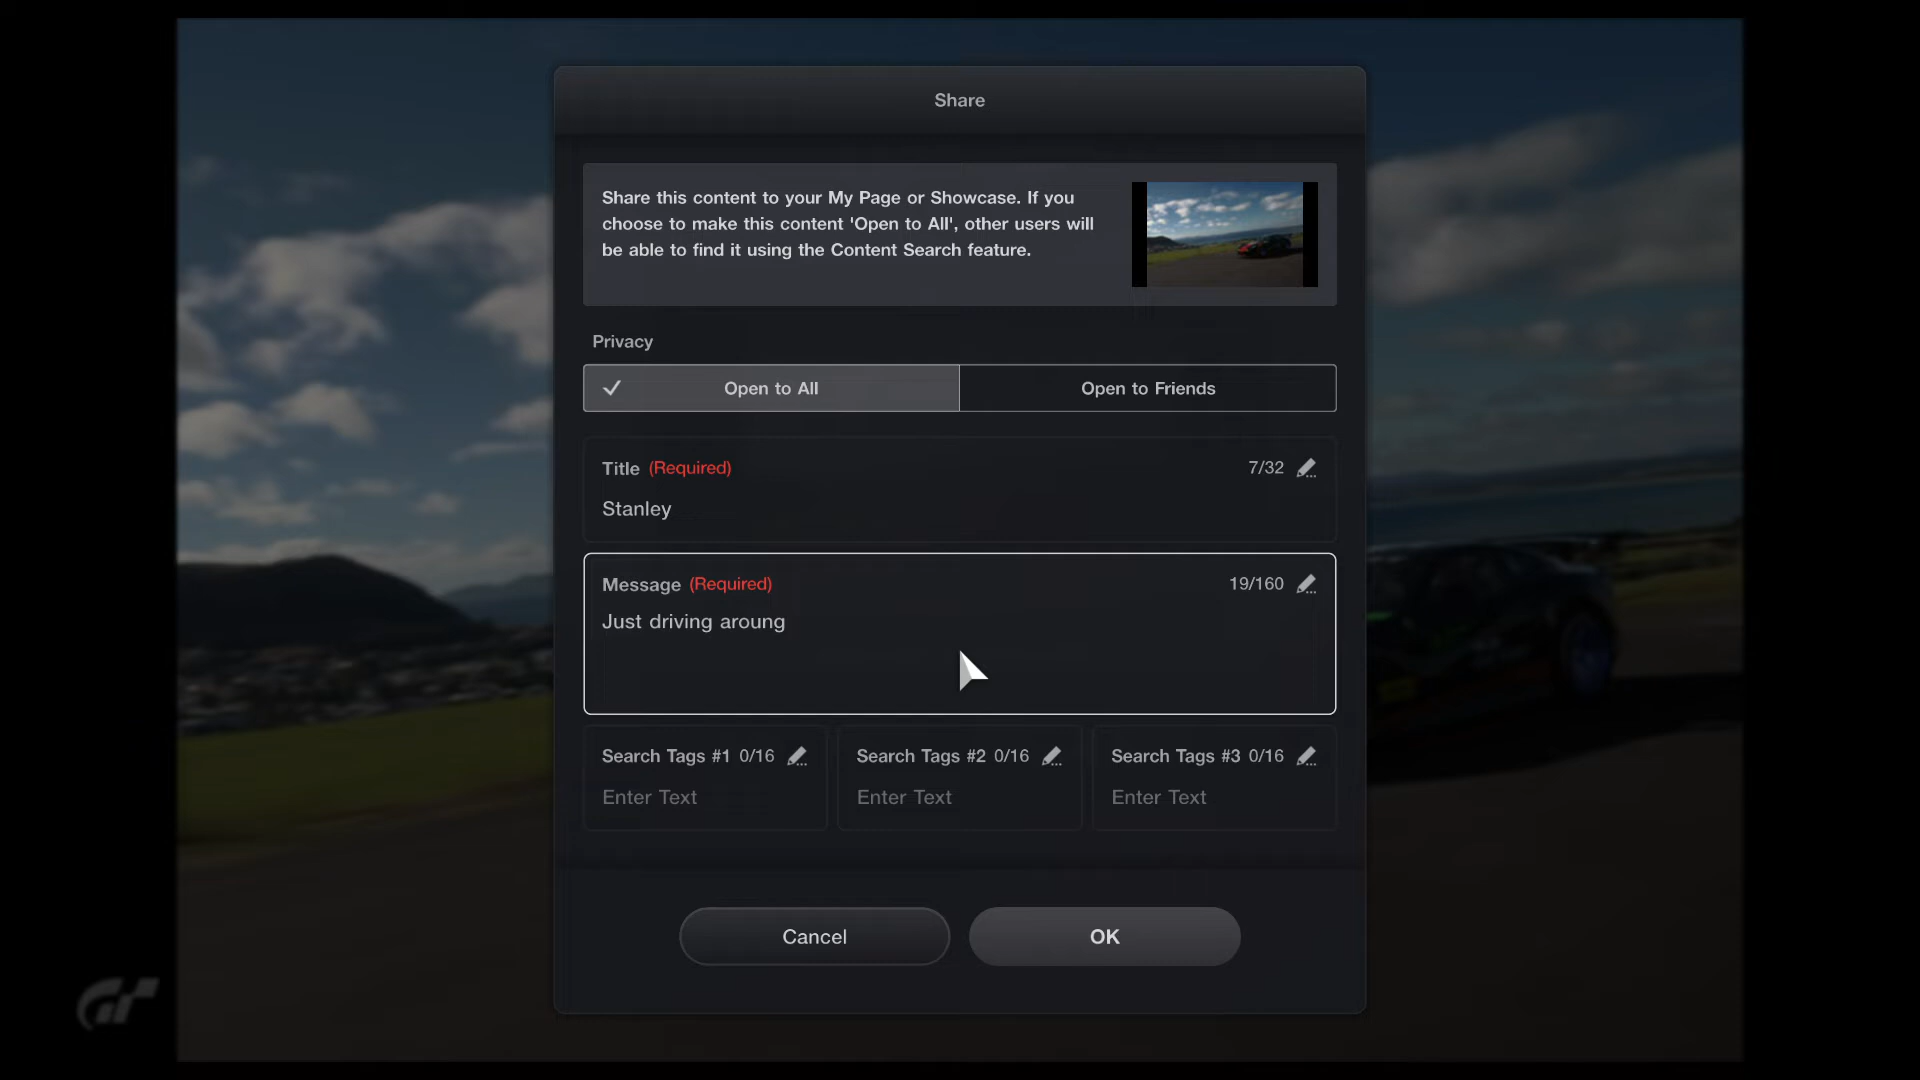 Share
Share this content to your My Page or Showcase. If you
choose to make this content 'Open to All', other users will
be able to find it using the Content Search feature.
Privacy
Open to All
Open to Friends
Title (Required) 7/32
Stanley
Message (Required) 19/160
Just driving aroung
Search Tags #1 0/16
Enter Text
Search Tags #2 0/16
Enter Text
Search Tags #3 0/16
Enter Text
Cancel
OK